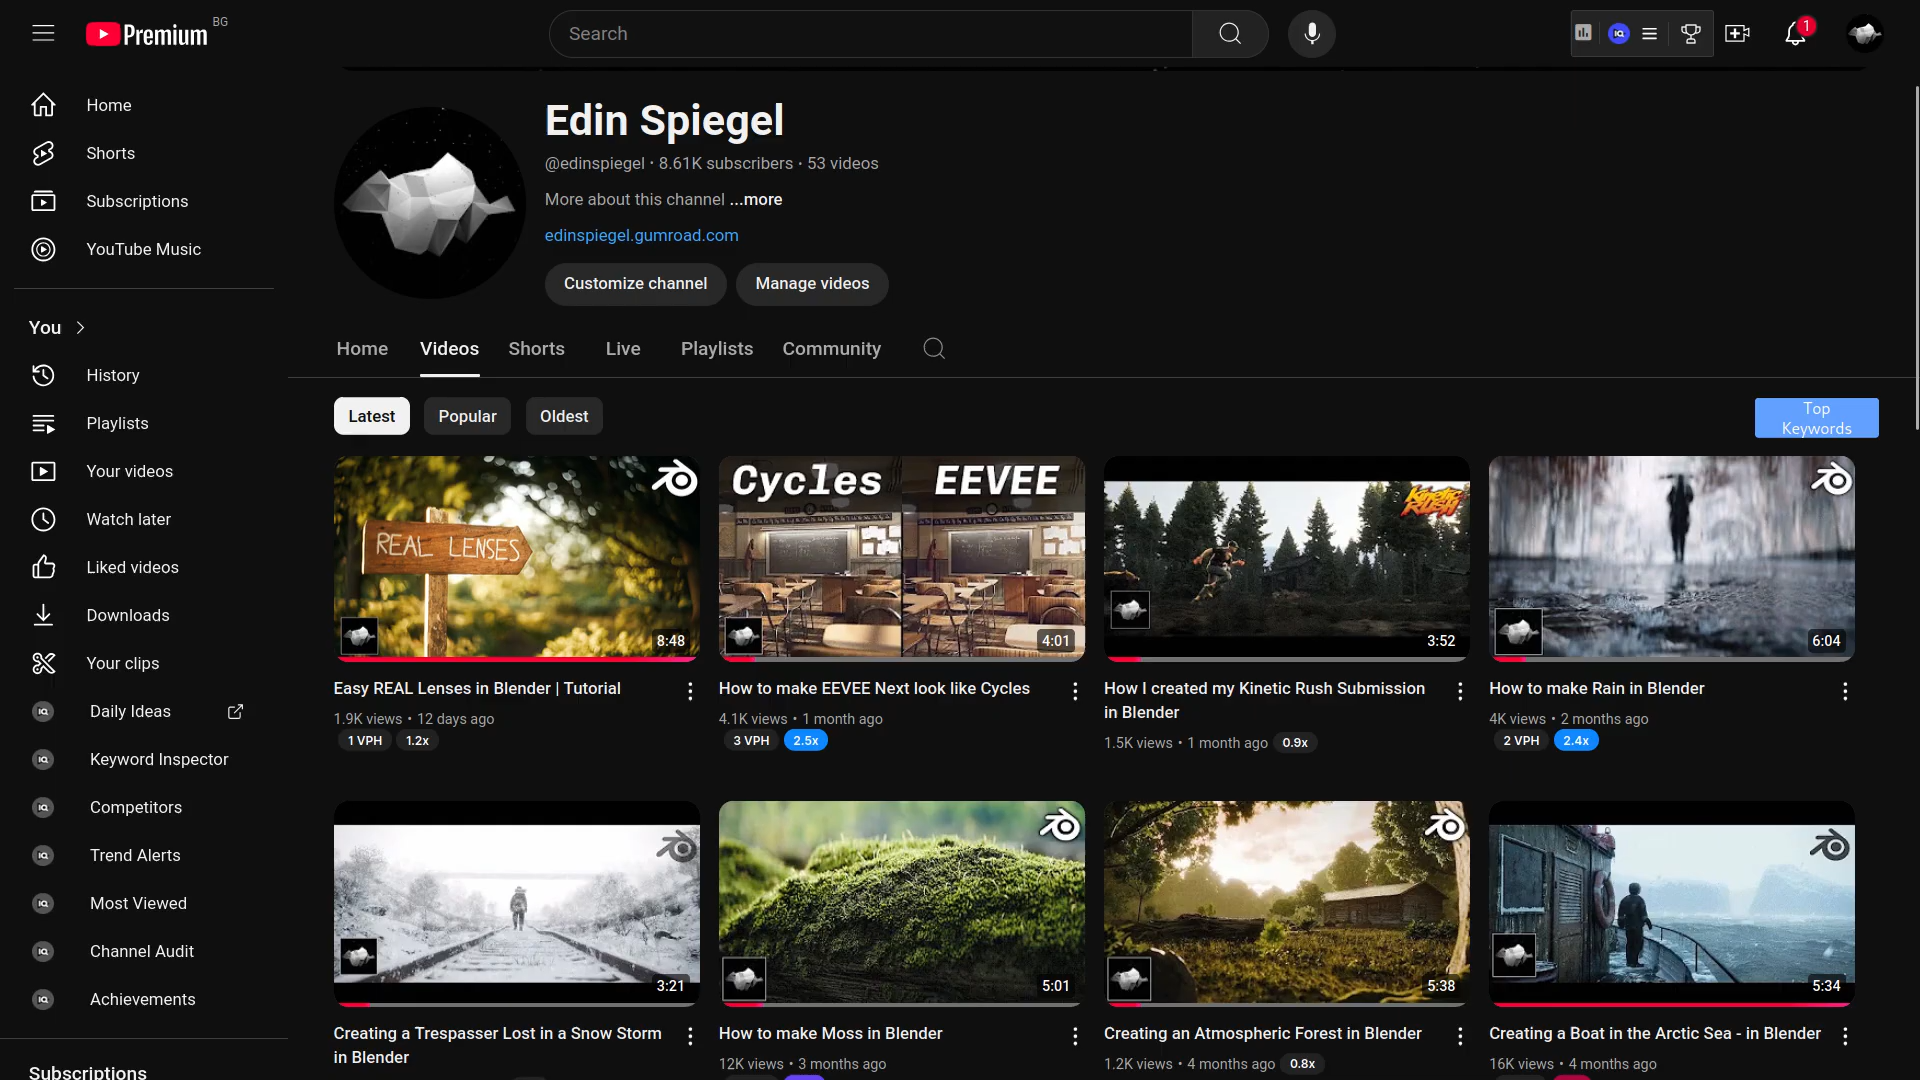 Premium BG
Search
1
Home
Shorts
Subscriptions
YouTube Music
You
History
Playlists
Your videos
Watch later
Liked videos
Downloads
Your clips
Daily Ideas
Keyword Inspector
Competitors
Trend Alerts
Most Viewed
Channel Audit
Achievements
Subscriptions
Edin Spiegel
@edinspiegel • 8.61K subscribers • 53 videos
More about this channel ...more
edinspiegel.gumroad.com
Customize channel Manage videos
Home Videos Shorts Live Playlists Community
Latest Popular Oldest
Top
Keywords
REAL LENSES
8:48
Easy REAL Lenses in Blender | Tutorial
1.9K views • 12 days ago
1 VPH 1.2x
Cycles EEVEE
4:01
How to make EEVEE Next look like Cycles
4.1K views • 1 month ago
3 VPH 2.5x
Kinetic
Rush
3:52
How I created my Kinetic Rush Submission
in Blender
1.5K views • 1 month ago 0.9x
6:04
How to make Rain in Blender
4K views • 2 months ago
2 VPH 2.4x
3:21
Creating a Trespasser Lost in a Snow Storm
in Blender
5:01
How to make Moss in Blender
12K views • 3 months ago
5:38
Creating an Atmospheric Forest in Blender
1.2K views • 4 months ago 0.8x
5:34
Creating a Boat in the Arctic Sea - in Blender
16K views • 4 months ago